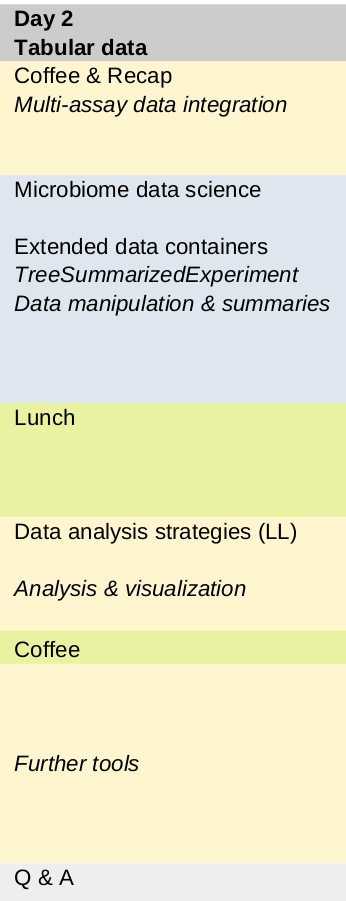 Day 2
Tabular data
Coffee & Recap
Multi-assay data integration
Microbiome data science
Extended data containers
TreeSummarizedExperiment
Data manipulation & summaries
Lunch
Data analysis strategies (LL)
Analysis & visualization
Coffee
Further tools
Q & A